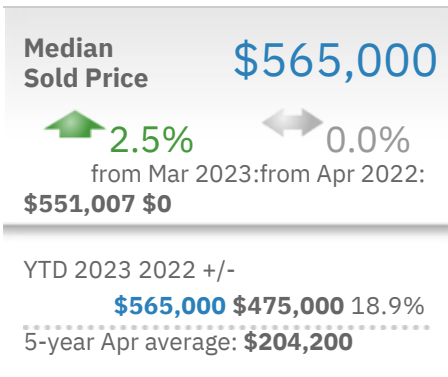 Median
Sold Price
$565,000
2.5%
0.0%
from Mar 2023:from Apr 2022:
$551,007 $0
YTD 2023 2022 +/-
$565,000 $475,000 18.9%
5-year Apr average: $204,200